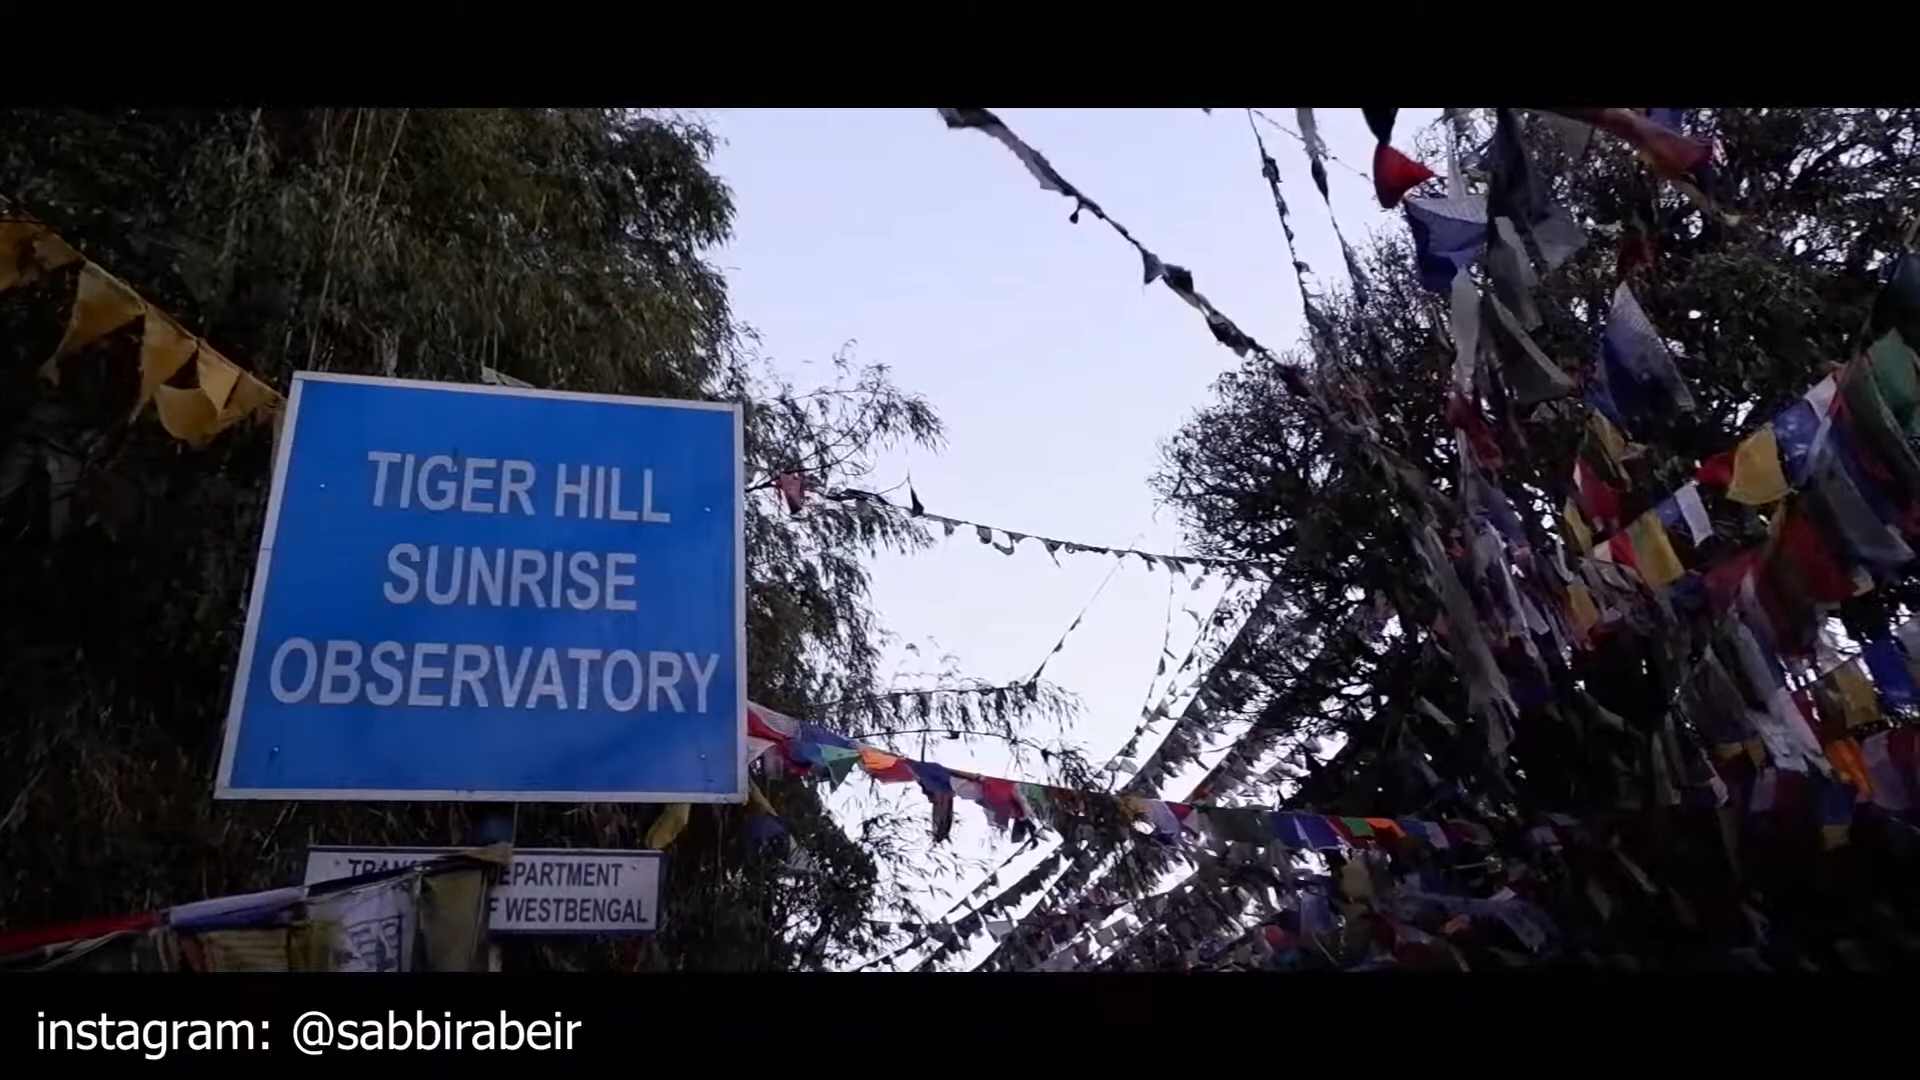 TIGER HILL
SUNRISE
OBSERVATORY
DEPARTMENT
WESTBENGAL
instagram: @sabbirabeir